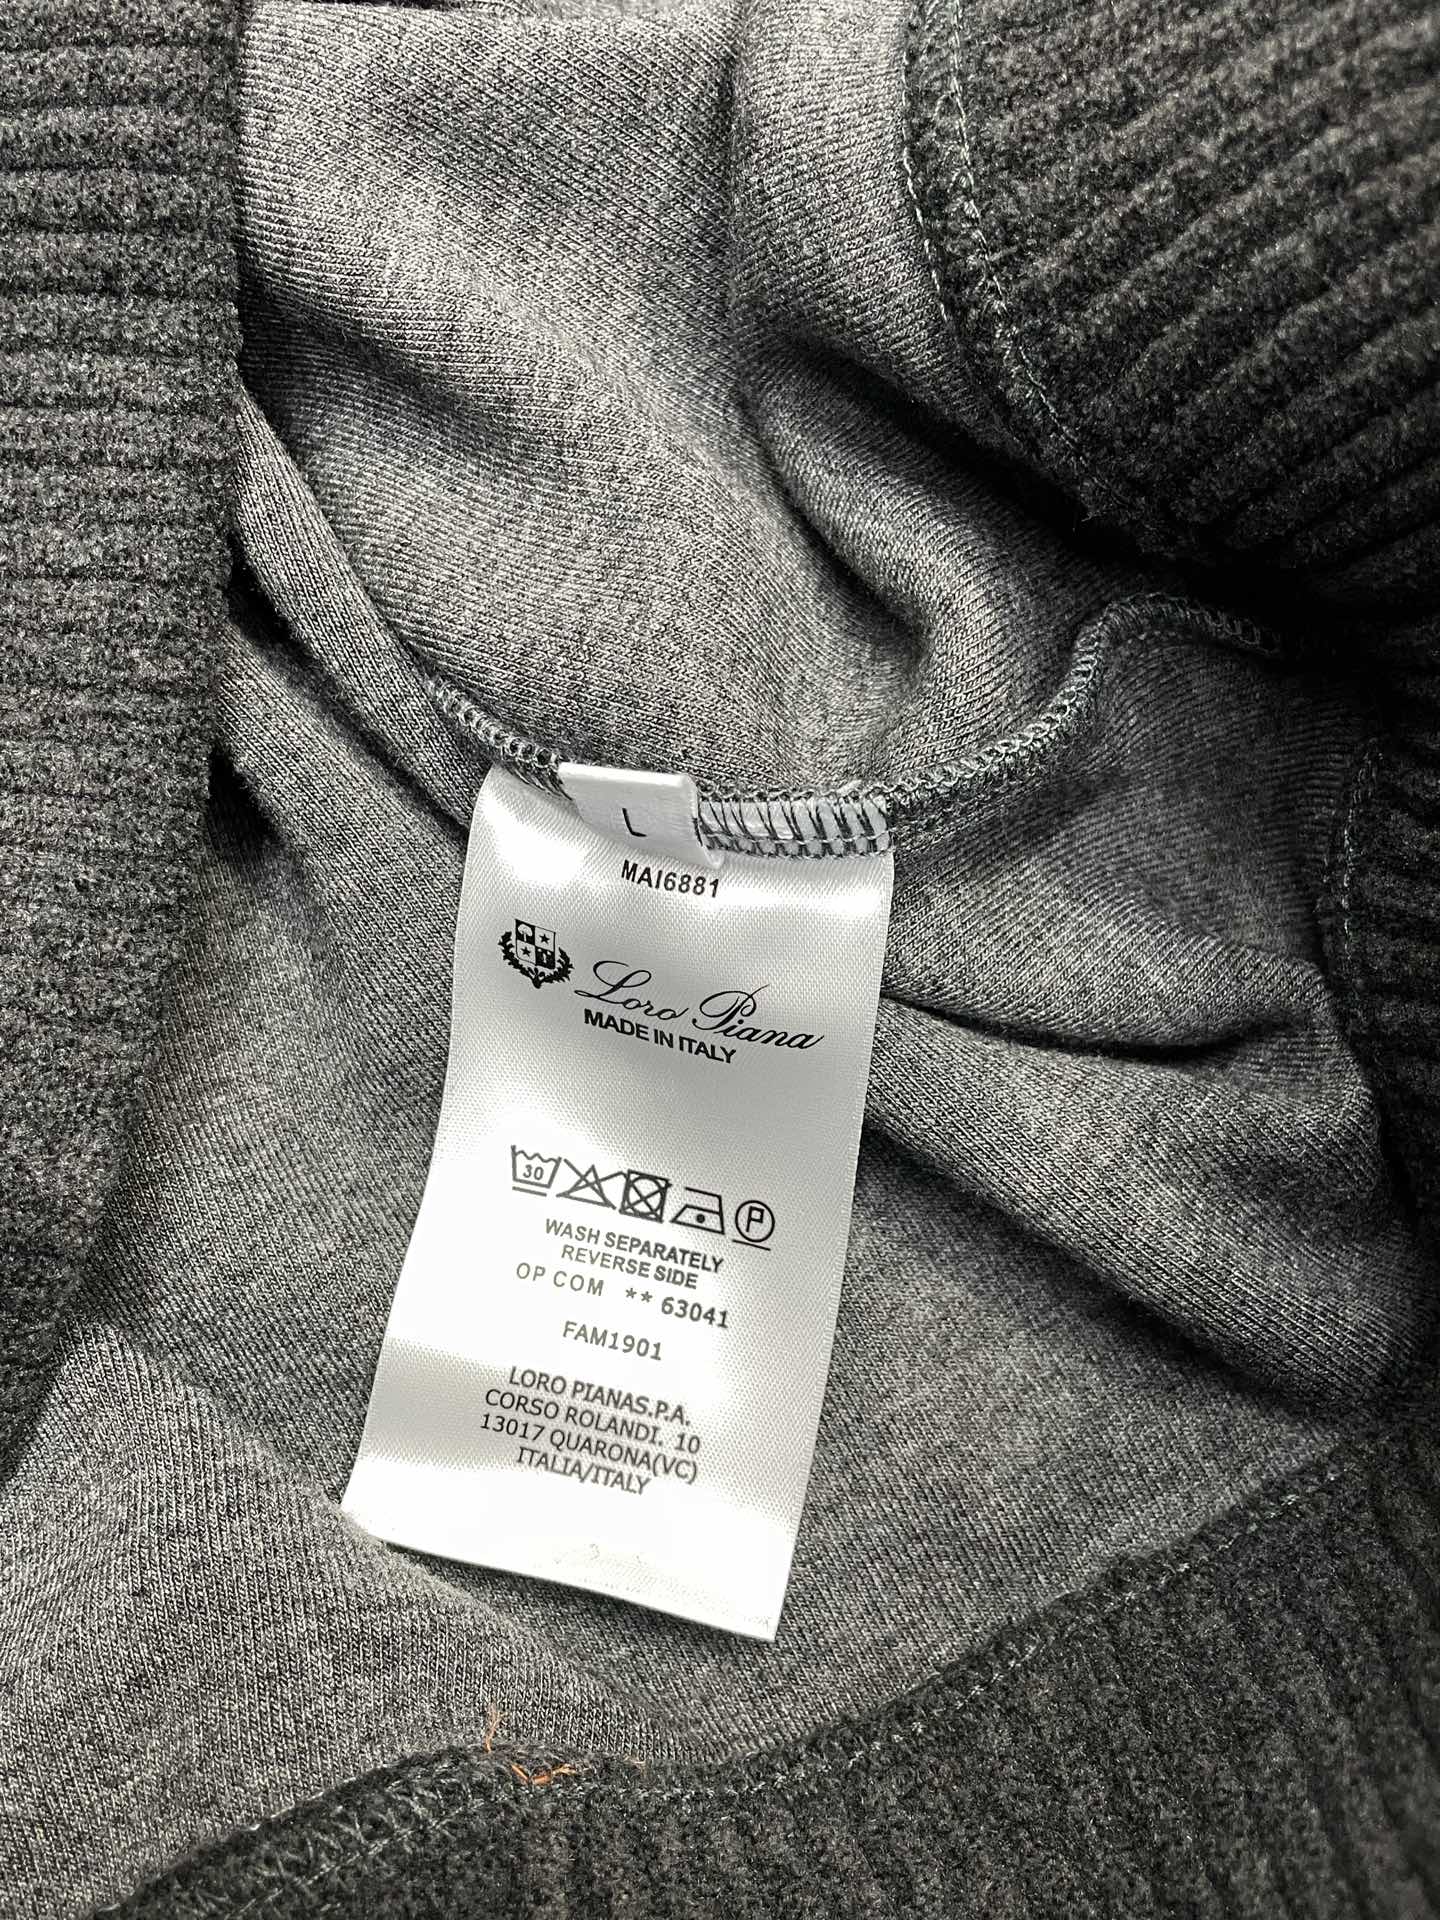 L
MAI6881
Loro Piana
MADE IN ITALY
30 P
WASH SEPARATELY
REVERSE SIDE
OP COM ** 63041
FAM1901
LORO PIANAS.P.A.
CORSO ROLANDI. 10
13017 QUARONA(VC)
ITALIA/ITALY